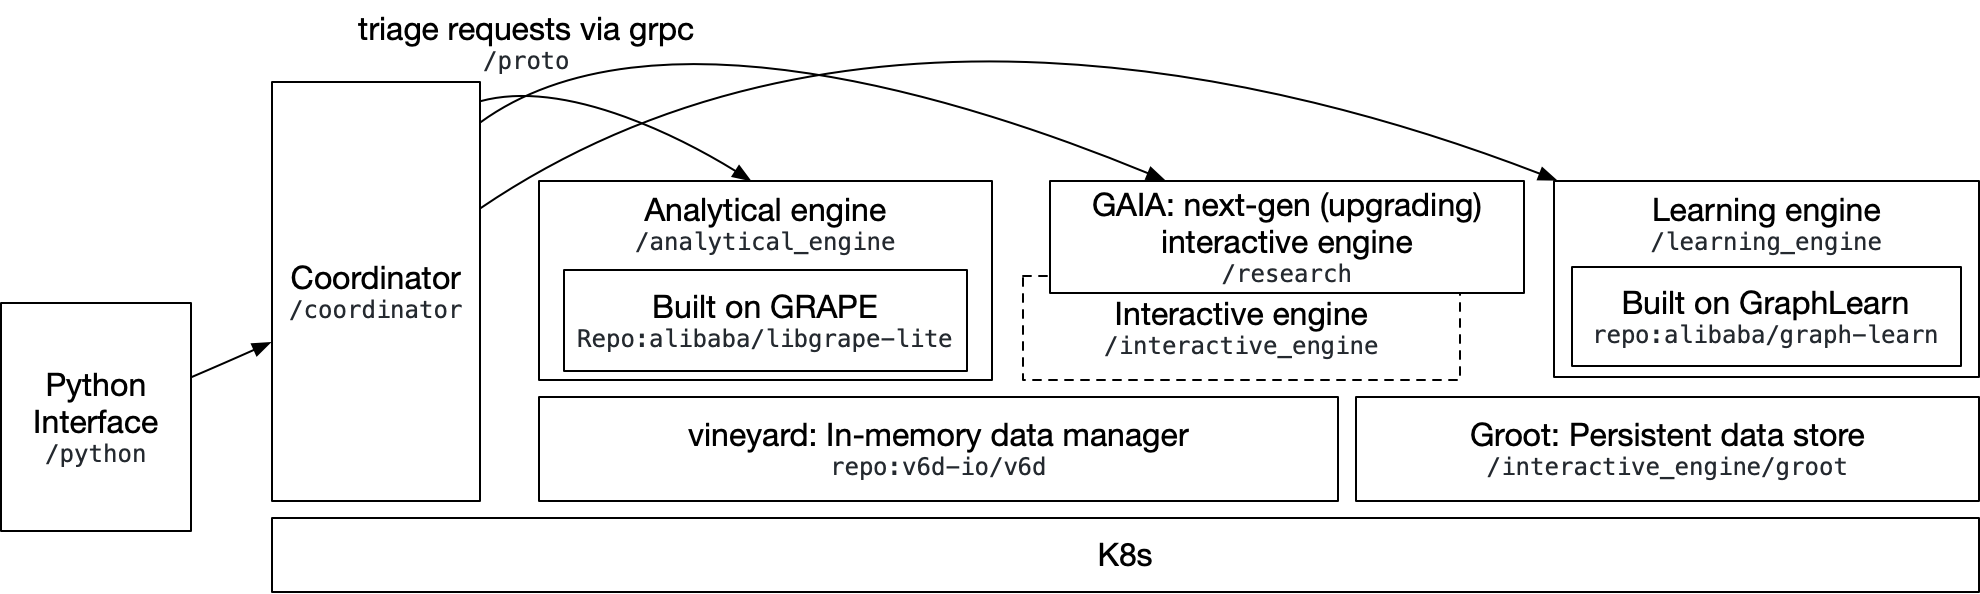 triage requests via grpc
/proto
Python
Interface
/python
Coordinator
/coordinator
Analytical engine
/analytical_engine
Built on GRAPE
Repo:alibaba/libgrape-lite
GAIA: next-gen (upgrading)
interactive engine
/research
Interactive engine
/interactive_engine
Learning engine
/learning_engine
Built on GraphLearn
repo:alibaba/graph-learn
vineyard: In-memory data manager
repo:v6d-io/v6d
Groot: Persistent data store
/interactive_engine/groot
K8s